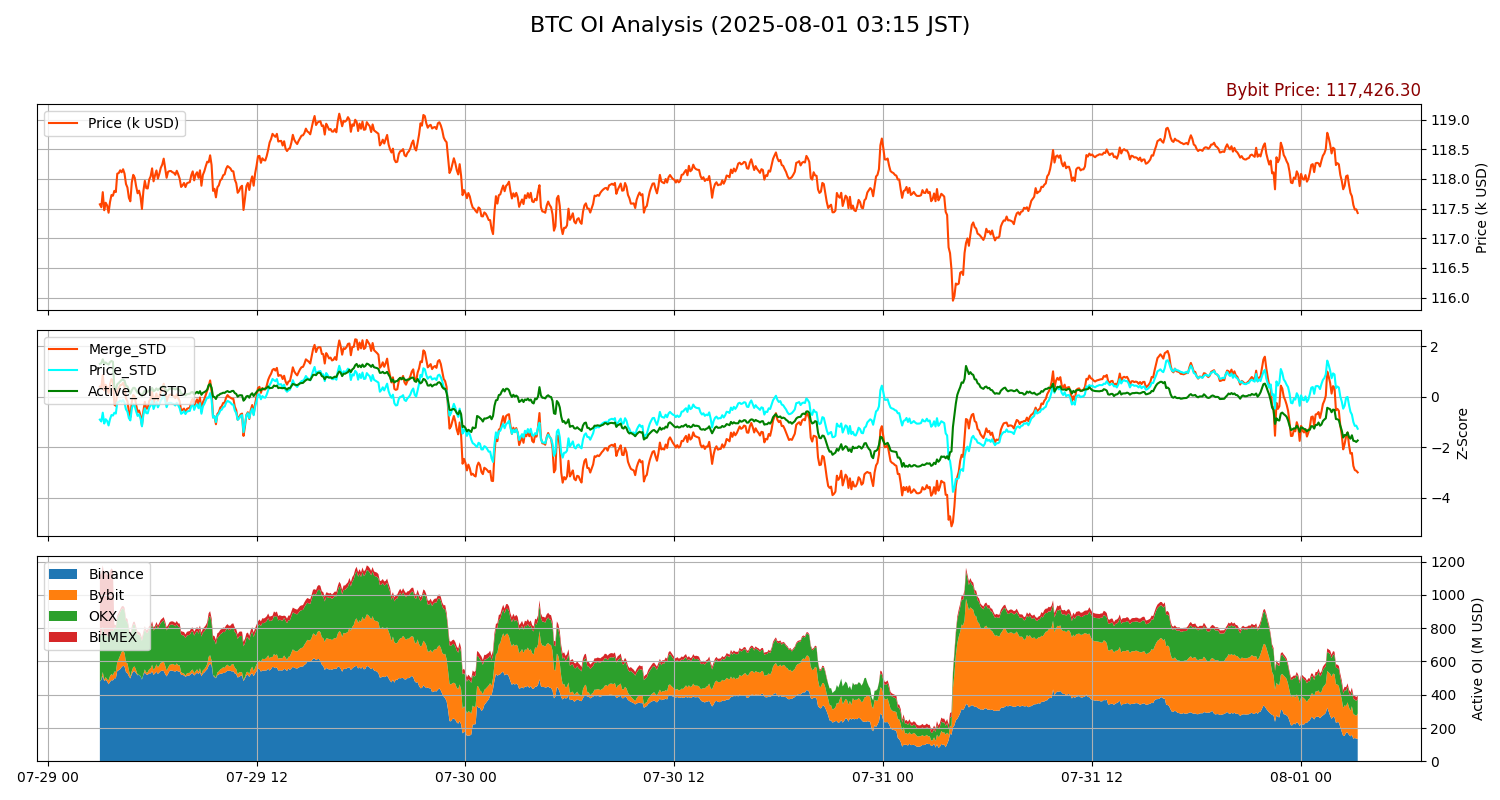 BTC OI Analysis (2025-08-01 03:15 JST)
Bybit Price: 117,426.30
Price (k USD)
119.0
118.5
118.0
117.5
117.0
116.5
116.0
Price (k USD)
Merge_STD
Price_STD
Active_OI_STD
2
0
−2
−4
Z-Score
Binance
Bybit
OKX
BitMEX
1200
1000
800
600
400
200
0
Active OI (M USD)
07-29 00
07-29 12
07-30 00
07-30 12
07-31 00
07-31 12
08-01 00